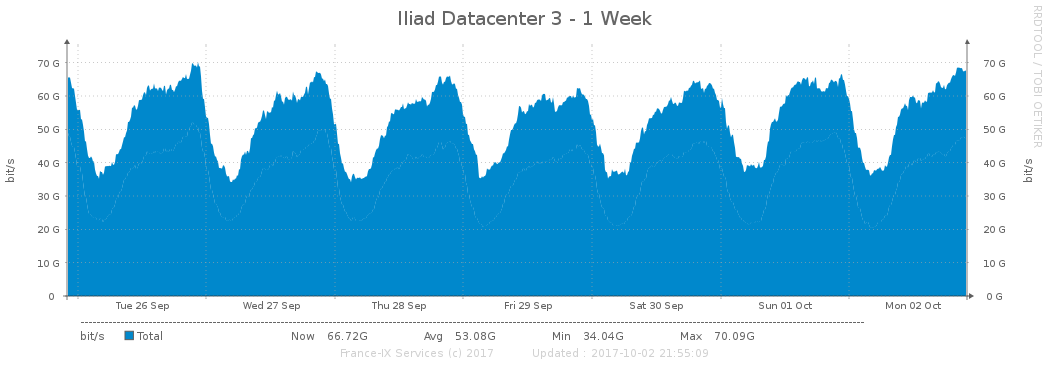 Iliad Datacenter 3 - 1 Week
RRDTOOL / TOBI OETIKER
bit/s
70 G
60 G
50 G
40 G
30 G
20 G
10 G
0
70 G
60 G
50 G
40 G
30 G
20 G
10 G
0 G
bit/s
Tue 26 Sep Wed 27 Sep Thu 28 Sep Fri 29 Sep Sat 30 Sep Sun 01 Oct Mon 02 Oct
bit/s Total Now 66.72G Avg 53.08G Min 34.04G Max 70.09G
France-IX Services (c) 2017 Updated : 2017-10-02 21:55:09